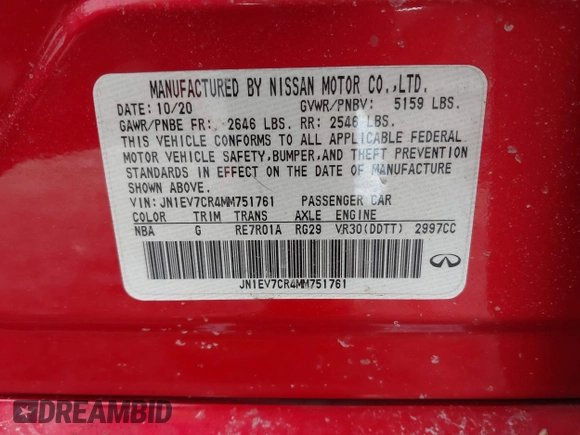 MANUFACTURED BY NISSAN MOTOR CO.,LTD.
DATE: 10/20 GVWR/PNBV: 5159 LBS.
GAWR/PNBE FR: 2646 LBS. RR: 2546 LBS.
THIS VEHICLE CONFORMS TO ALL APPLICABLE FEDERAL
MOTOR VEHICLE SAFETY,BUMPER,AND THEFT PREVENTION
STANDARDS IN EFFECT ON THE DATE OF MANUFACTURE
SHOWN ABOVE.
VIN: JN1EV7CR4MM751761 PASSENGER CAR
COLOR TRIM TRANS AXLE ENGINE
NBA G RE7R01A RG29 VR30(DDTT) 2997CC
JN1EV7CR4MM751761
DREAMBID